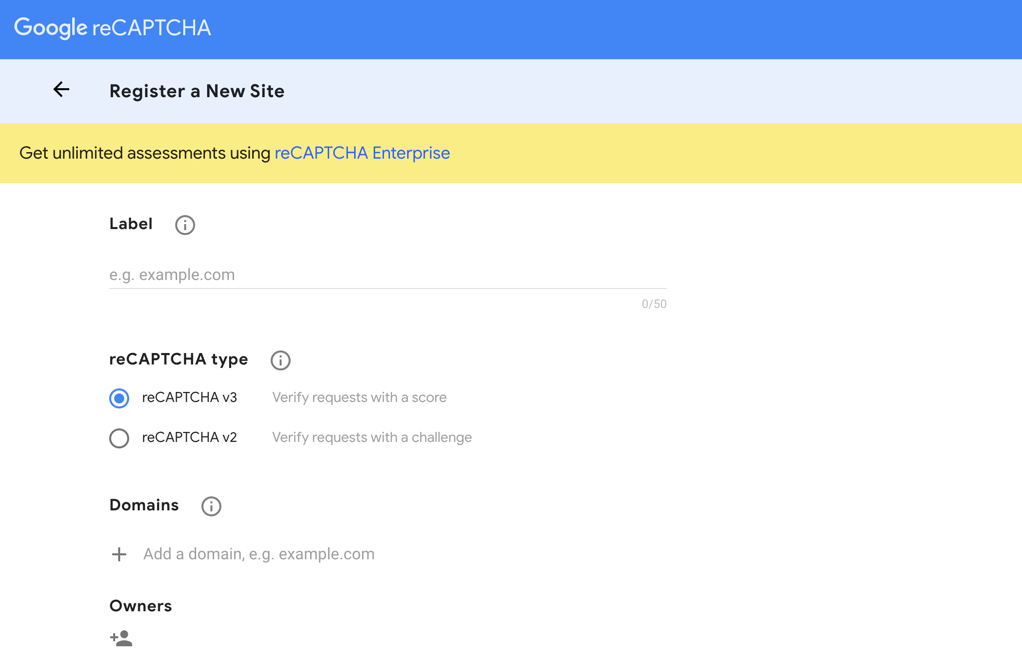 Google reCAPTCHA
Register a New Site
Get unlimited assessments using reCAPTCHA Enterprise
Label
e.g. example.com
0/50
reCAPTCHA type
reCAPTCHA v3 Verify requests with a score
reCAPTCHA v2 Verify requests with a challenge
Domains
Add a domain, e.g. example.com
Owners